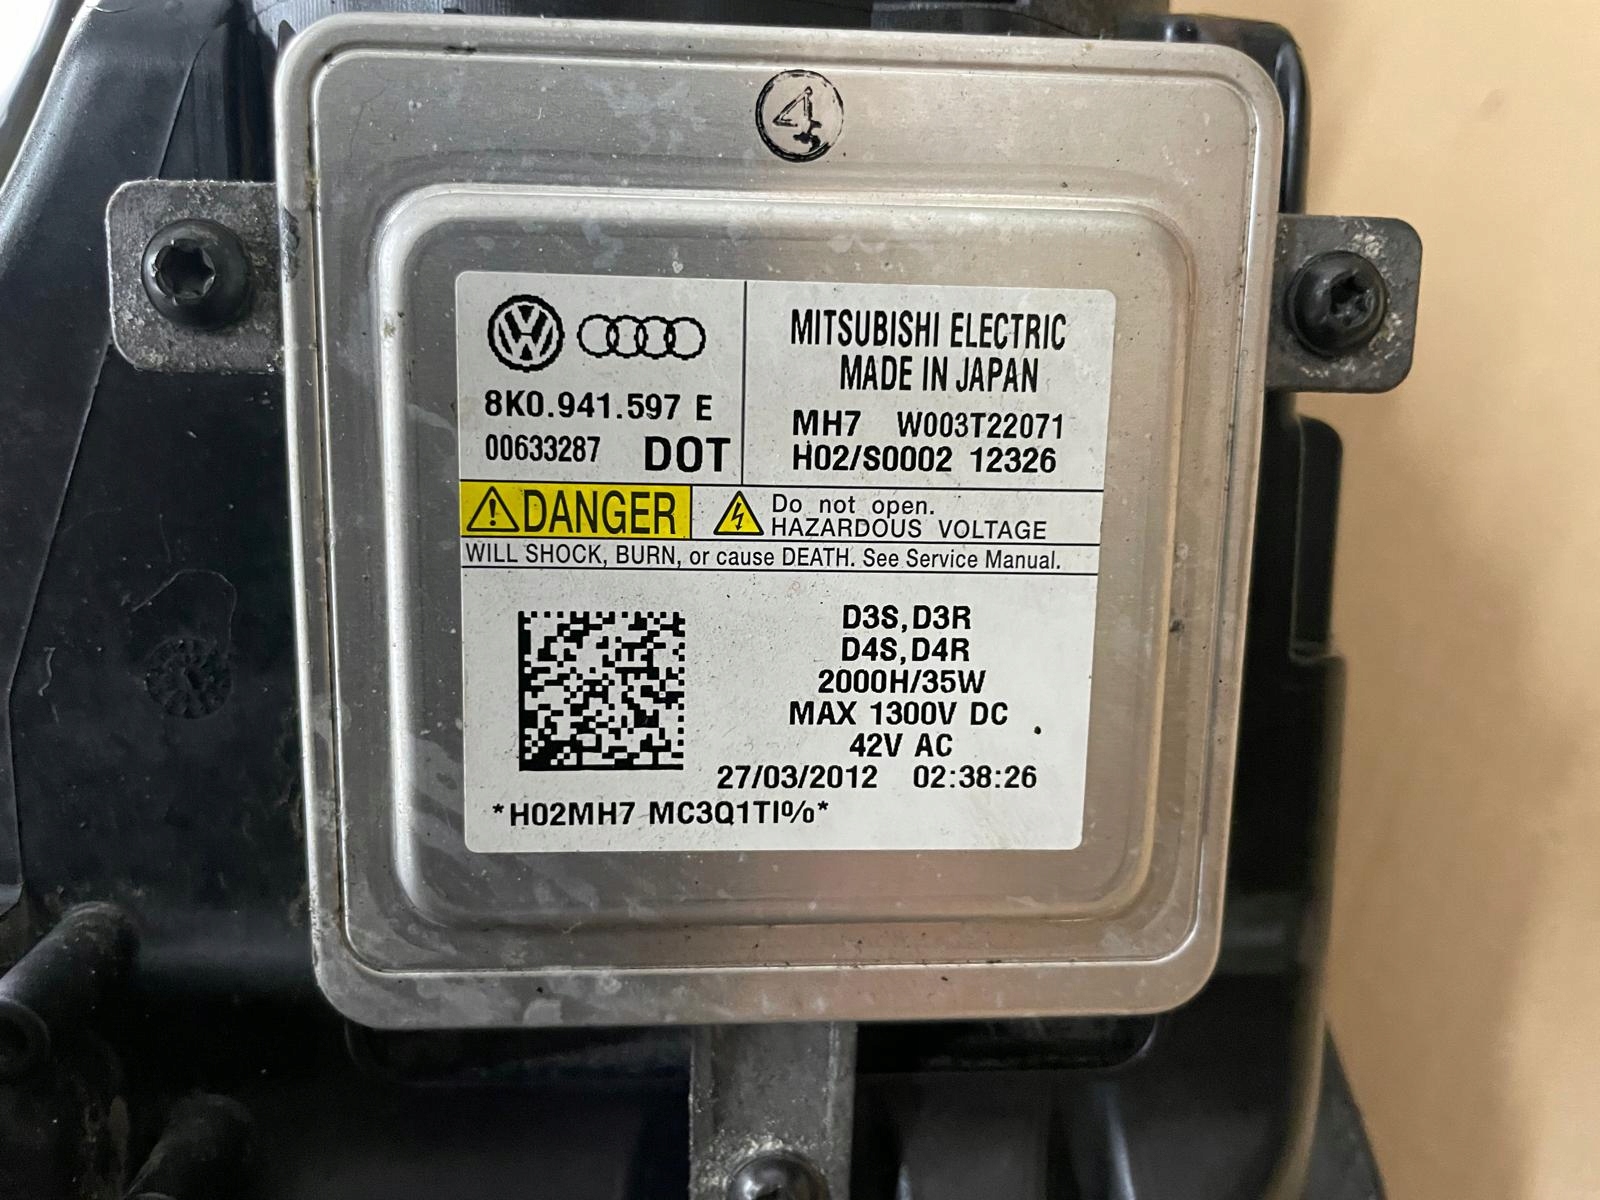 4
8K0.941.597 E
00633287 DOT
MITSUBISHI ELECTRIC
MADE IN JAPAN
MH7 W003T22071
H02/S0002 12326
DANGER
Do not open.
HAZARDOUS VOLTAGE
WILL SHOCK, BURN, or cause DEATH. See Service Manual.
D3S,D3R
D4S,D4R
2000H/35W
MAX 1300V DC
42V AC
27/03/2012 02:38:26
*H02MH7 MC3Q1TI%*